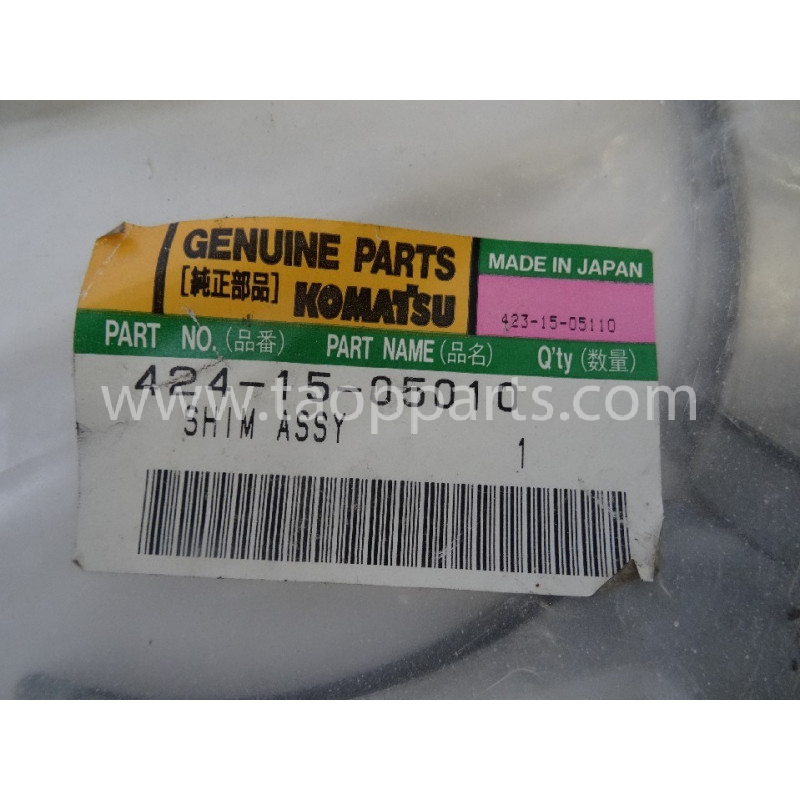 GENUINE PARTS
[純正部品] KOMATSU
MADE IN JAPAN
423-15-05110
PART NO. (品番) PART NAME (品名) Q'ty (数量)
424-15-05010
www.taopparts.com
SHIM ASSY
1